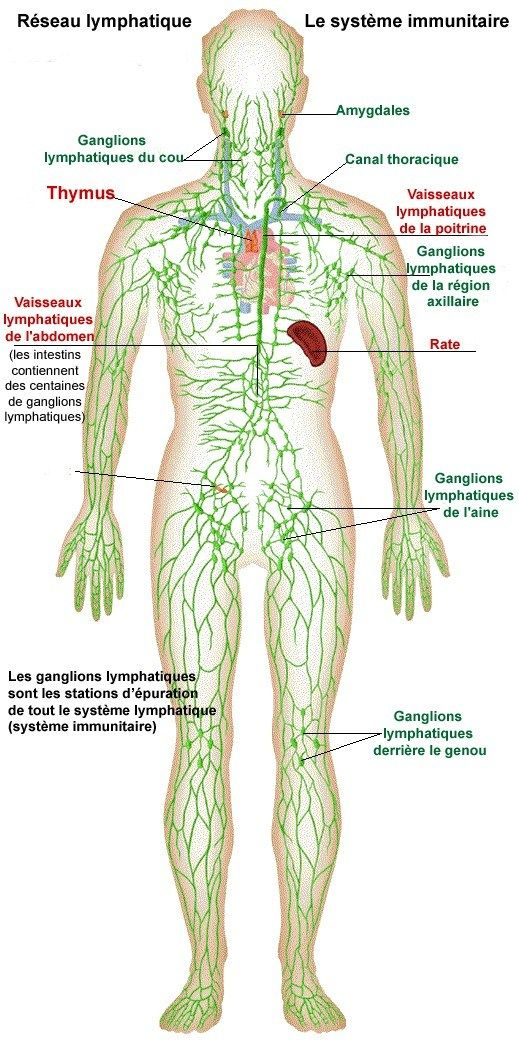 Réseau lymphatique
Le système immunitaire
Amygdales
Ganglions
lymphatiques du cou
Canal thoracique
Thymus
Vaisseaux
lymphatiques
de la poitrine
Ganglions
lymphatiques
de la région
axillaire
Vaisseaux
lymphatiques
de l'abdomen
(les intestins
contiennent
des centaines
de ganglions
lymphatiques)
Rate
Ganglions
lymphatiques
de l'aine
Les ganglions lymphatiques
sont les stations d'épuration
de tout le système lymphatique
(système immunitaire)
Ganglions
lymphatiques
derrière le genou